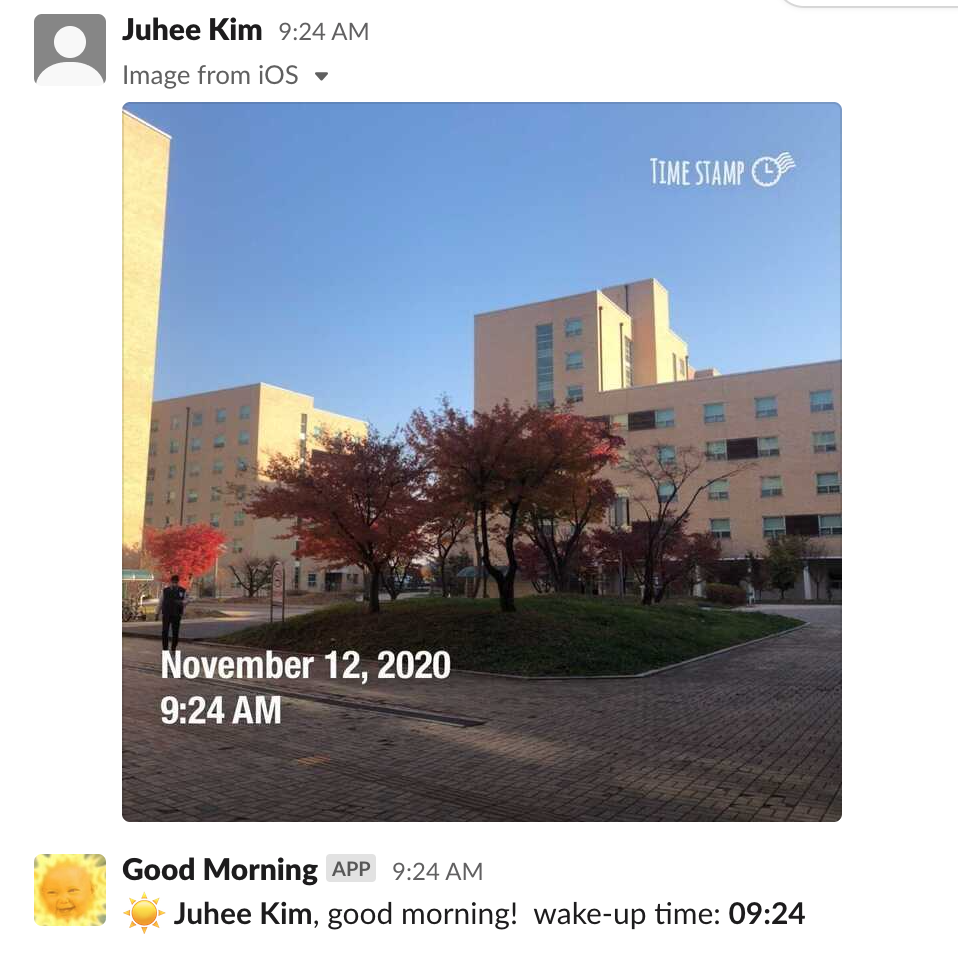 Juhee Kim 9:24 AM
Image from iOS
TIME STAMP
November 12, 2020
9:24 AM
Good Morning APP 9:24 AM
Juhee Kim, good morning! wake-up time: 09:24